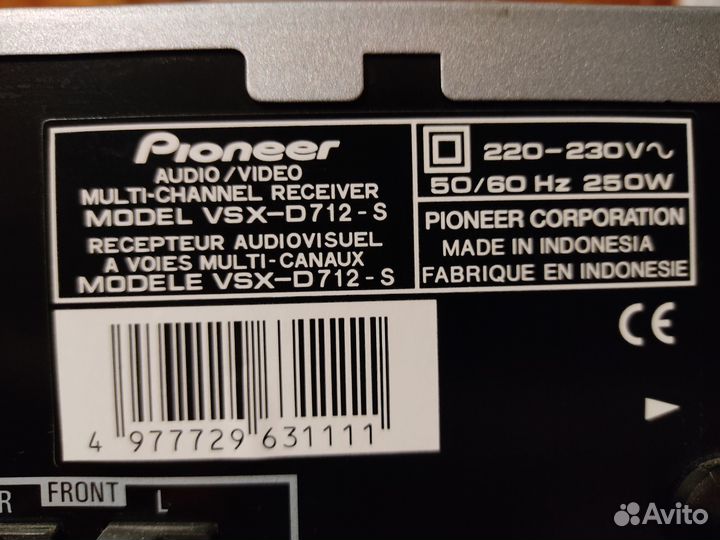 Pioneer
AUDIO/VIDEO
MULTI-CHANNEL RECEIVER
MODEL VSX-D712-S
RECEPTEUR AUDIOVISUEL
A VOIES MULTI-CANAUX
MODELE VSX-D712-S
220-230V~
50/60 Hz 250W
PIONEER CORPORATION
MADE IN INDONESIA
FABRIQUE EN INDONESIE
CE
4 977729 631111
R FRONT L
Avito